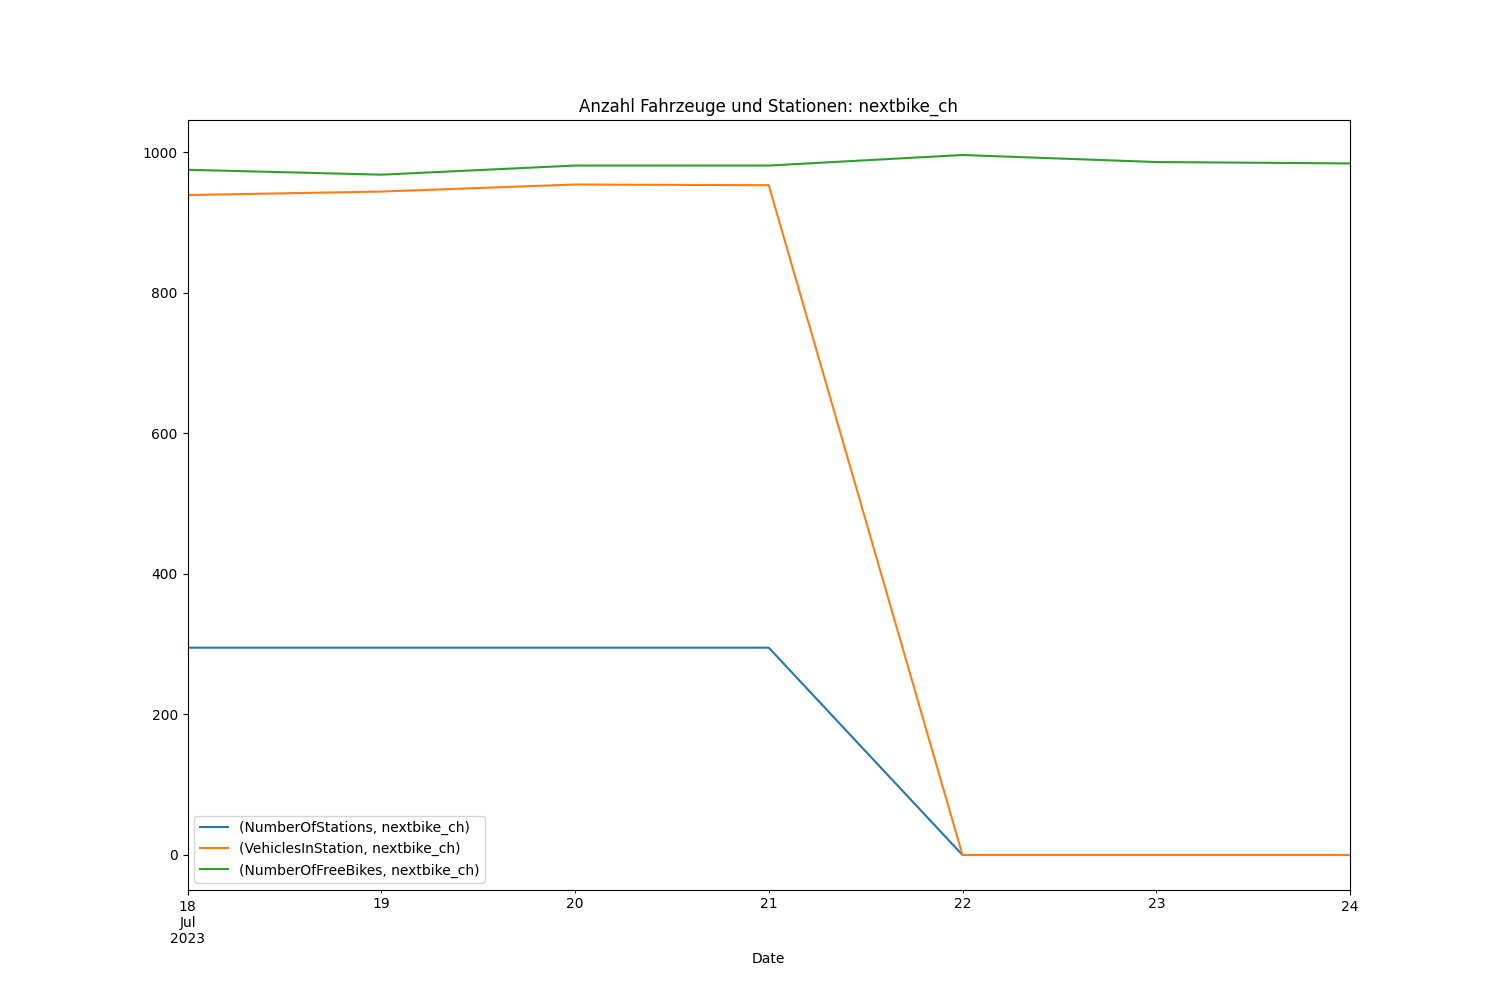 Anzahl Fahrzeuge und Stationen: nextbike_ch
1000
800
600
400
200
0
(NumberOfStations, nextbike_ch)
(VehiclesInStation, nextbike_ch)
(NumberOfFreeBikes, nextbike_ch)
18 19 20 21 22 23 24
Jul
2023
Date